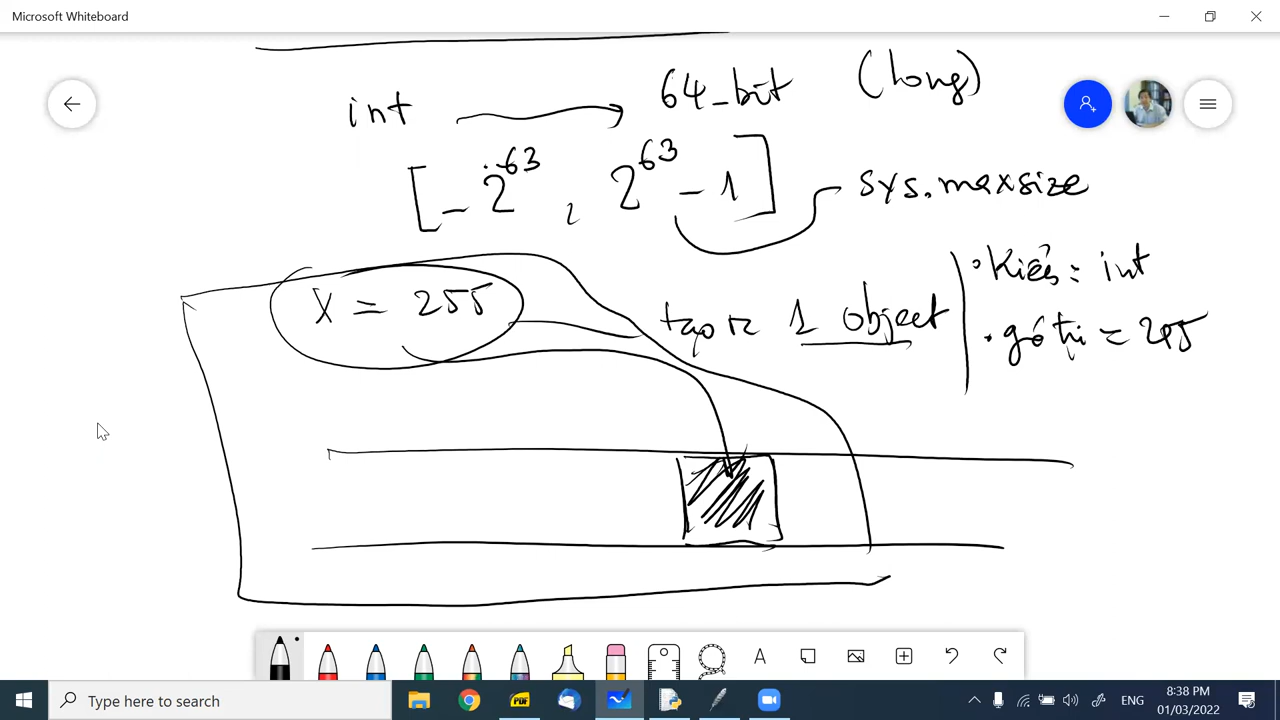 Microsoft Whiteboard
int 64_bit (long)
[-2^63, 2^63 - 1] sys.maxsize
x = 255 tạo ra 1 object
• Kiểu = int
• giá trị = 255
A
Type here to search
PDF
ENG
8:38 PM
01/03/2022